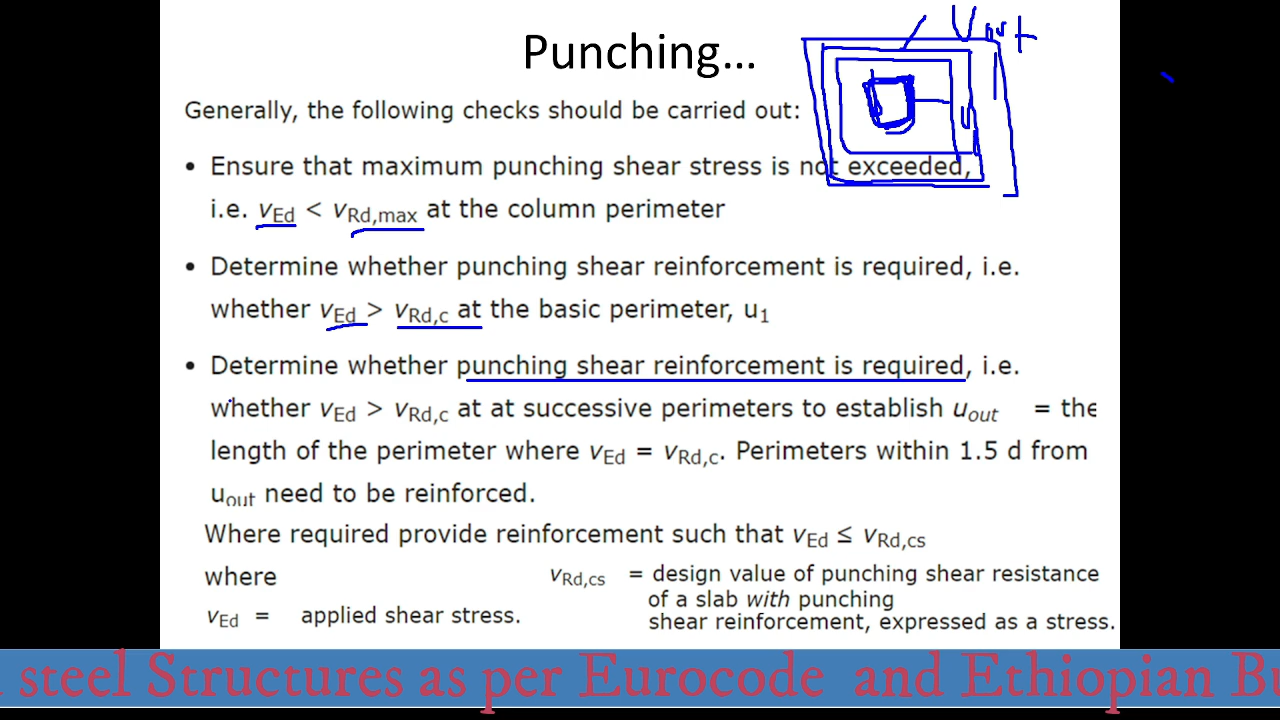 Punching...
Uout
Generally, the following checks should be carried out:
• Ensure that maximum punching shear stress is not exceeded,
i.e. vEd < vRd,max at the column perimeter
• Determine whether punching shear reinforcement is required, i.e.
whether vEd > vRd,c at the basic perimeter, u1
• Determine whether punching shear reinforcement is required, i.e.
whether vEd > vRd,c at at successive perimeters to establish uout = the
length of the perimeter where vEd = vRd,c. Perimeters within 1.5 d from
uout need to be reinforced.
Where required provide reinforcement such that vEd ≤ vRd,cs
where
vRd,cs = design value of punching shear resistance
of a slab with punching
shear reinforcement, expressed as a stress.
vEd = applied shear stress.
steel Structures as per Eurocode and Ethiopian Bu